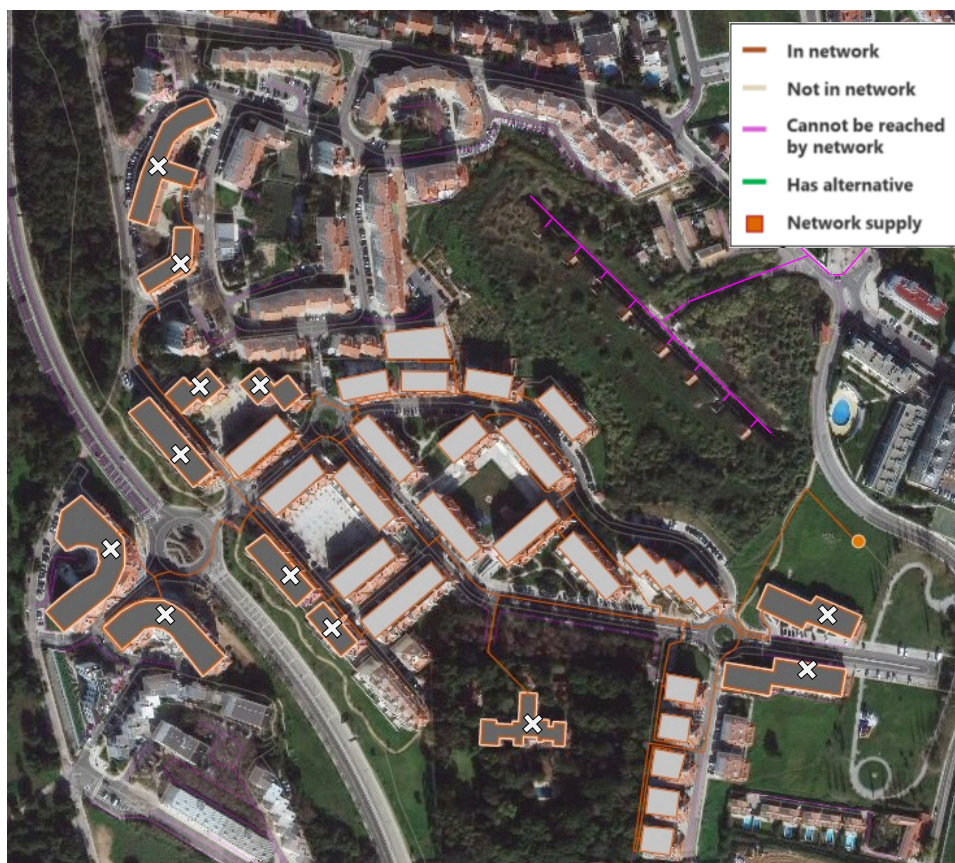 In network
Not in network
Cannot be reached
by network
Has alternative
Network supply